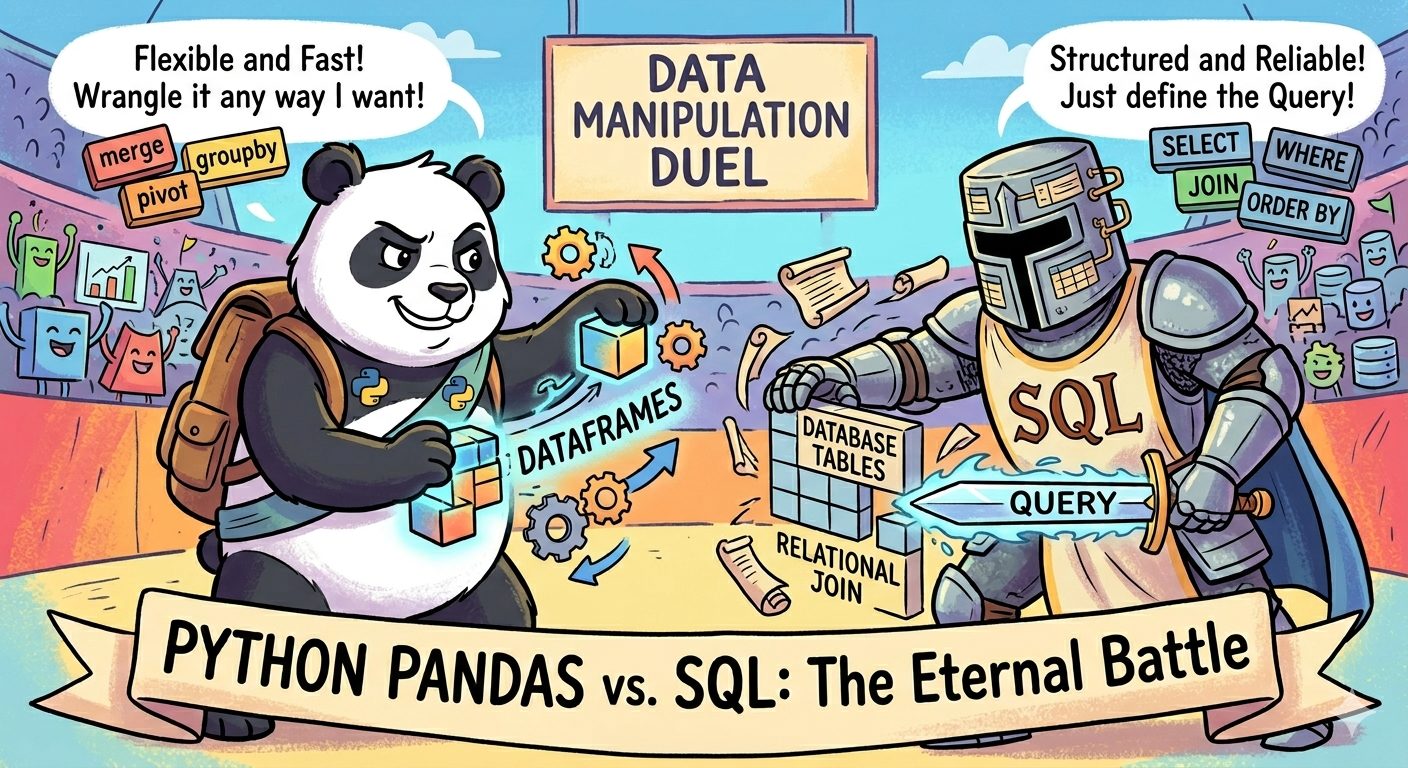 Flexible and Fast!
Wrangle it any way I want!
merge
groupby
pivot
DATA
MANIPULATION
DUEL
Structured and Reliable!
Just define the Query!
SELECT
WHERE
JOIN
ORDER BY
DATAFRAMES
DATABASE
TABLES
RELATIONAL
JOIN
SQL
QUERY
PYTHON PANDAS vs. SQL: The Eternal Battle